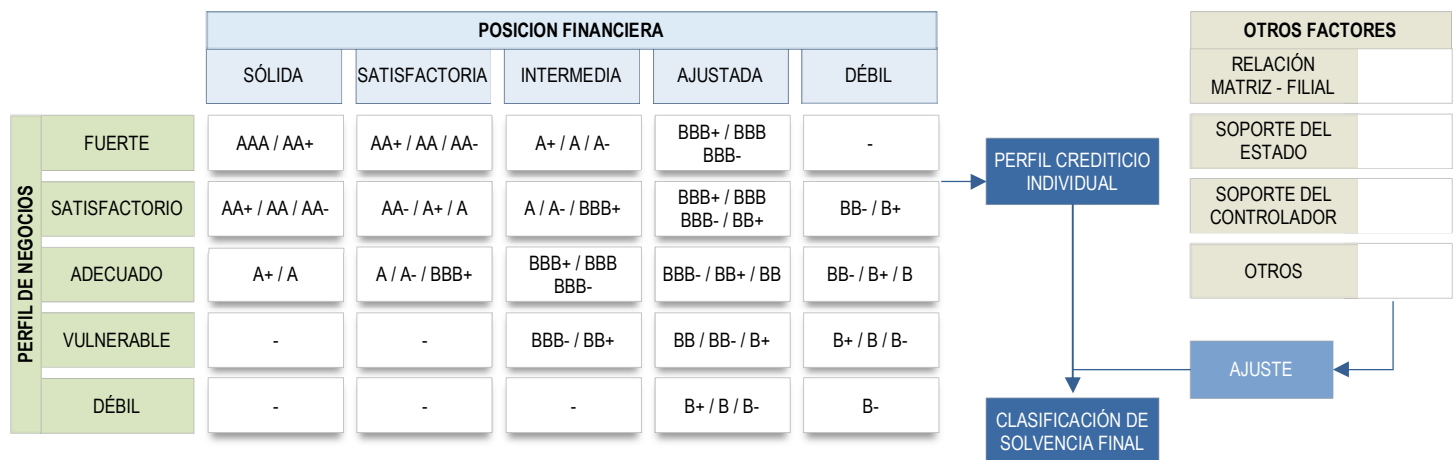 POSICION FINANCIERA
SÓLIDA
SATISFACTORIA
INTERMEDIA
AJUSTADA
DÉBIL
PERFIL DE NEGOCIOS
FUERTE
AAA / AA+
AA+ / AA / AA-
A+ / A / A-
BBB+ / BBB
BBB-
-
SATISFACTORIO
AA+ / AA / AA-
AA- / A+ / A
A / A- / BBB+
BBB+ / BBB
BBB- / BB+
BB- / B+
ADECUADO
A+ / A
A / A- / BBB+
BBB+ / BBB
BBB-
BBB- / BB+ / BB
BB- / B+ / B
VULNERABLE
-
-
BBB- / BB+
BB / BB- / B+
B+ / B / B-
DÉBIL
-
-
-
B+ / B / B-
B-
PERFIL CREDITICIO
INDIVIDUAL
CLASIFICACIÓN DE
SOLVENCIA FINAL
OTROS FACTORES
RELACIÓN
MATRIZ - FILIAL
SOPORTE DEL
ESTADO
SOPORTE DEL
CONTROLADOR
OTROS
AJUSTE